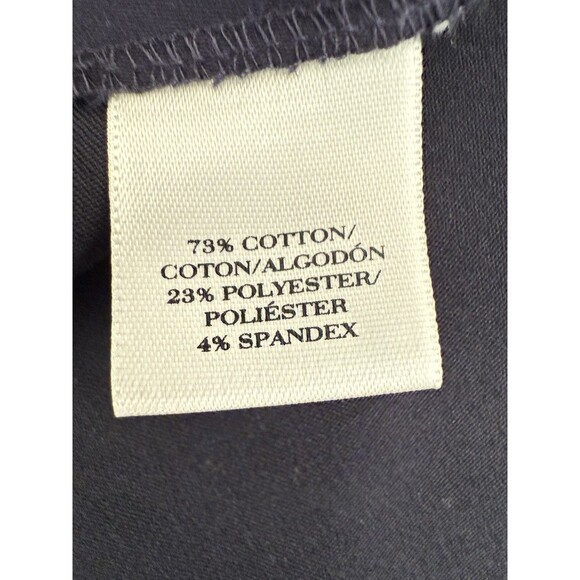 73% COTTON/
COTON/ALGODÓN
23% POLYESTER/
POLIÉSTER
4% SPANDEX